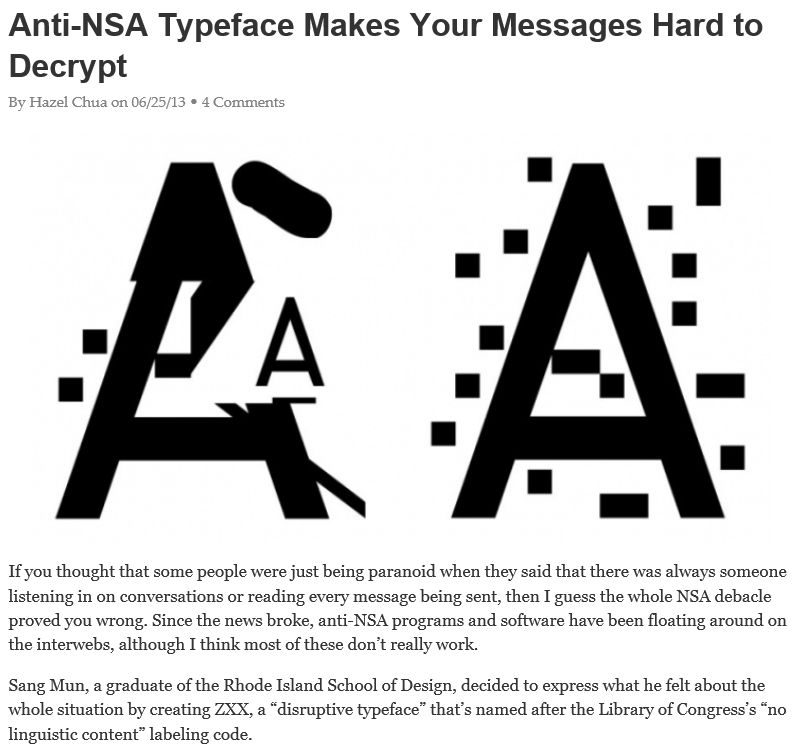 Anti-NSA Typeface Makes Your Messages Hard to
Decrypt
By Hazel Chua on 06/25/13 • 4 Comments
A A
A
If you thought that some people were just being paranoid when they said that there was always someone
listening in on conversations or reading every message being sent, then I guess the whole NSA debacle
proved you wrong. Since the news broke, anti-NSA programs and software have been floating around on
the interwebs, although I think most of these don’t really work.
Sang Mun, a graduate of the Rhode Island School of Design, decided to express what he felt about the
whole situation by creating ZXX, a “disruptive typeface” that’s named after the Library of Congress’s “no
linguistic content” labeling code.